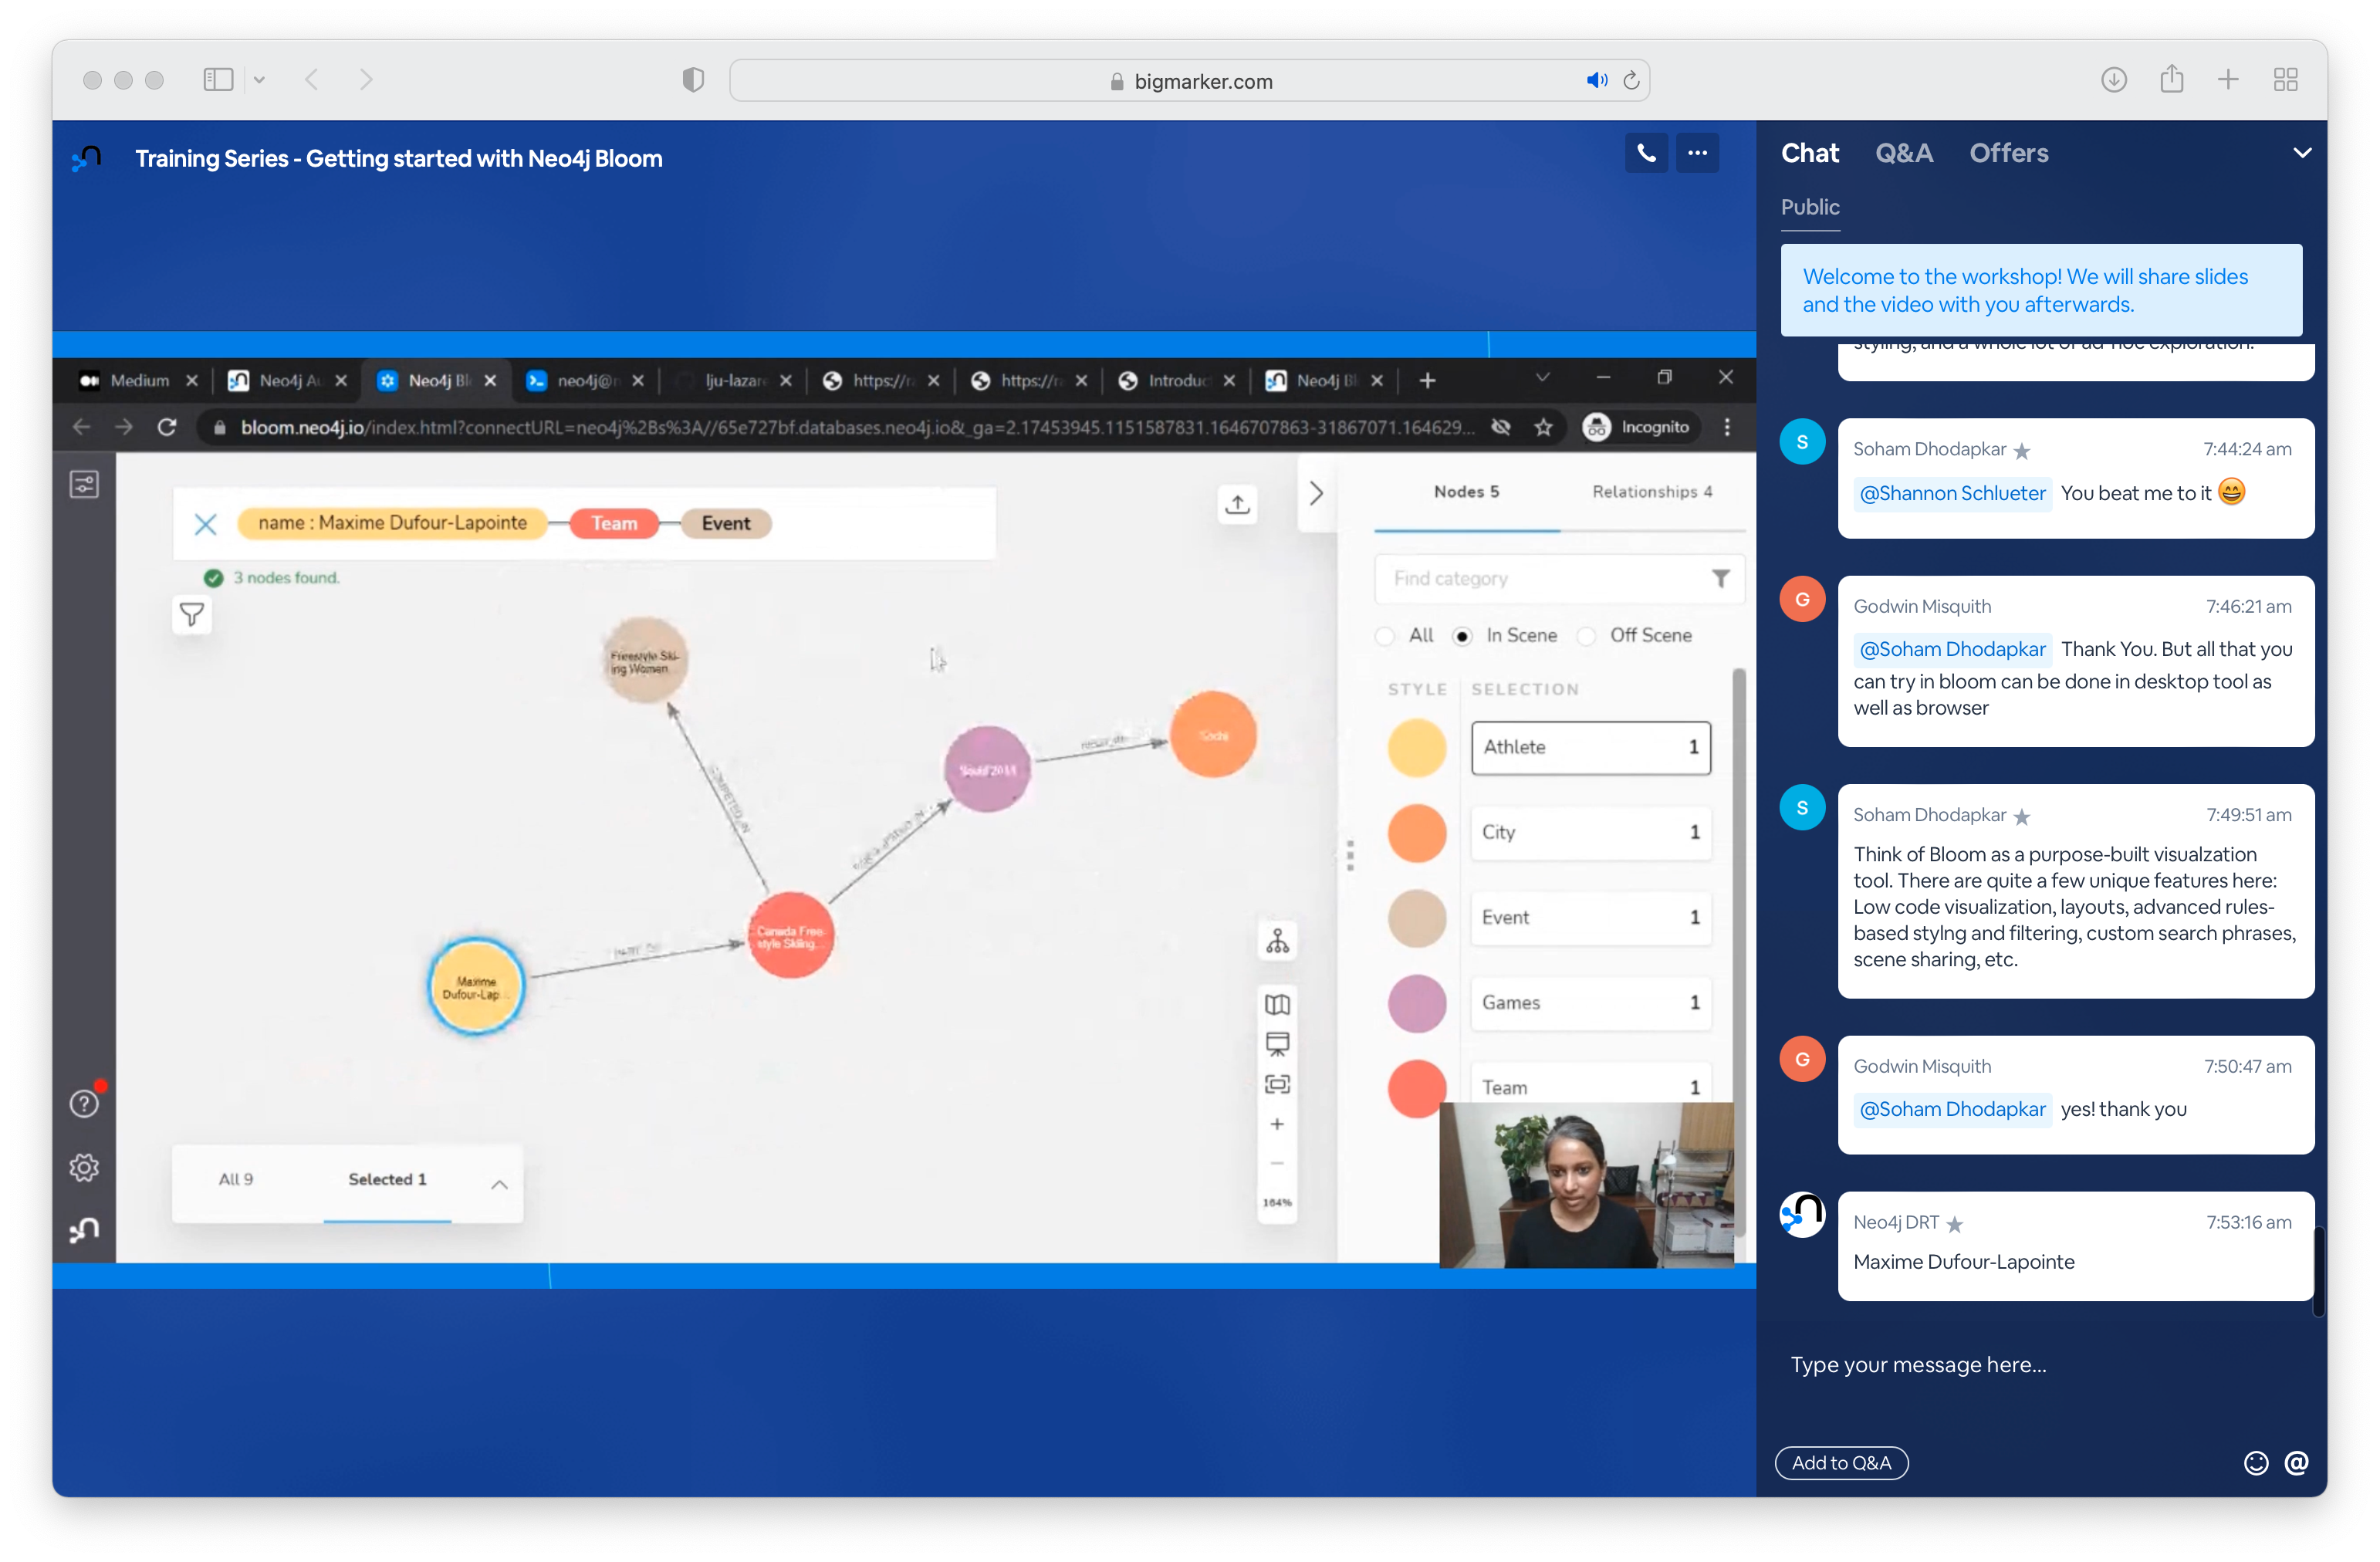 bigmarker.com
Training Series - Getting started with Neo4j Bloom
Medium
Neo4j Au
Neo4j Bl
neo4j@n
lju-lazare
https://ra
https://ra
Introduc
Neo4j Bl
bloom.neo4j.io/index.html?connectURL=neo4j%2Bs%3A//65e727bf.databases.neo4j.io&_ga=2.17453945.1151587831.1646707863-31867071.164629...
Incognito
name : Maxime Dufour-Lapointe
Team
Event
3 nodes found.
Freestyle Ski-
ing Women...
Sochi
Canada Free-
style Skiing...
Maxime
Dufour-Lap...
All 9
Selected 1
164%
Nodes 5
Relationships 4
Find category
All
In Scene
Off Scene
STYLE
SELECTION
Athlete 1
City 1
Event 1
Games 1
Team 1
Chat
Q&A
Offers
Public
Welcome to the workshop! We will share slides
and the video with you afterwards.
styling, and a whole lot of ad-hoc exploration.
S
Soham Dhodapkar
7:44:24 am
@Shannon Schlueter You beat me to it 😄
G
Godwin Misquith
7:46:21 am
@Soham Dhodapkar Thank You. But all that you
can try in bloom can be done in desktop tool as
well as browser
S
Soham Dhodapkar
7:49:51 am
Think of Bloom as a purpose-built visualzation
tool. There are quite a few unique features here:
Low code visualization, layouts, advanced rules-
based stylng and filtering, custom search phrases,
scene sharing, etc.
G
Godwin Misquith
7:50:47 am
@Soham Dhodapkar yes! thank you
Neo4j DRT
7:53:16 am
Maxime Dufour-Lapointe
Type your message here...
Add to Q&A